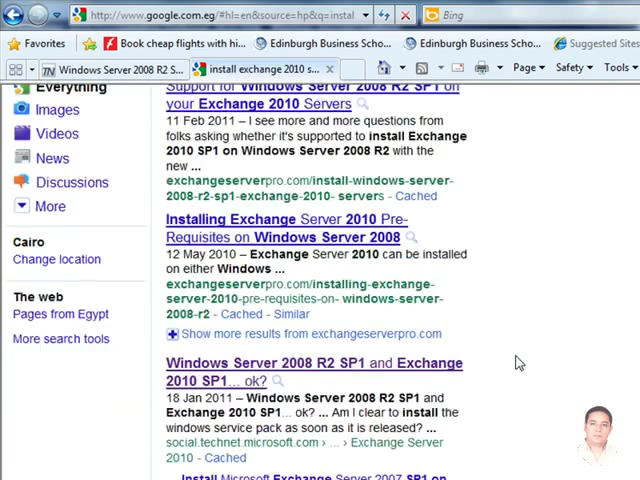 http://www.google.com.eg/#hl=en&source=hp&q=instal
Bing
Favorites
Book cheap flights with hi...
Edinburgh Business Scho...
Edinburgh Business Scho...
Suggested Sites
Windows Server 2008 R2 S...
install exchange 2010 s...
Page
Safety
Tools
Everything
Images
Videos
News
Discussions
More
Cairo
Change location
The web
Pages from Egypt
More search tools
Support for Windows Server 2008 R2 SP1 on
your Exchange 2010 Servers
11 Feb 2011 – I see more and more questions from
folks asking whether it's supported to install Exchange
2010 SP1 on Windows Server 2008 R2 with the
new ...
exchangeserverpro.com/install-windows-server-
2008-r2-sp1-exchange-2010- servers - Cached
Installing Exchange Server 2010 Pre-
Requisites on Windows Server 2008
12 May 2010 – Exchange Server 2010 can be installed
on either Windows ...
exchangeserverpro.com/installing-exchange-
server-2010-pre-requisites-on- windows-server-
2008-r2 - Cached - Similar
Show more results from exchangeserverpro.com
Windows Server 2008 R2 SP1 and Exchange
2010 SP1... ok?
18 Jan 2011 – Windows Server 2008 R2 SP1 and
Exchange 2010 SP1... ok? ... Am I clear to install the
windows service pack as soon as it is released? ...
social.technet.microsoft.com › ... › Exchange Server
2010 - Cached
Install Microsoft Exchange Server 2007 SP1 on